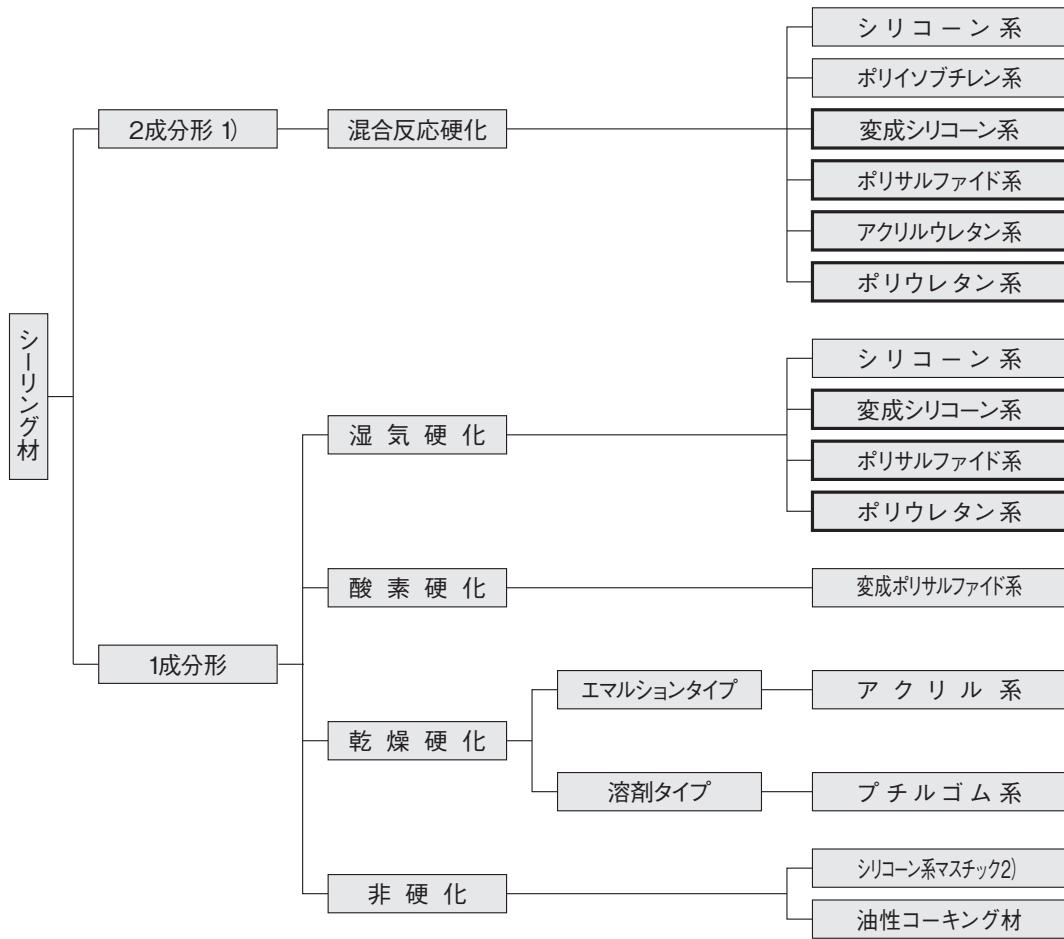 シーリング材
2成分形 1)
混合反応硬化
シリコーン系
ポリイソブチレン系
変成シリコーン系
ポリサルファイド系
アクリルウレタン系
ポリウレタン系
1成分形
湿気硬化
シリコーン系
変成シリコーン系
ポリサルファイド系
ポリウレタン系
酸素硬化
変成ポリサルファイド系
乾燥硬化
エマルションタイプ
アクリル系
溶剤タイプ
プチルゴム系
非硬化
シリコーン系マスチック2)
油性コーキング材